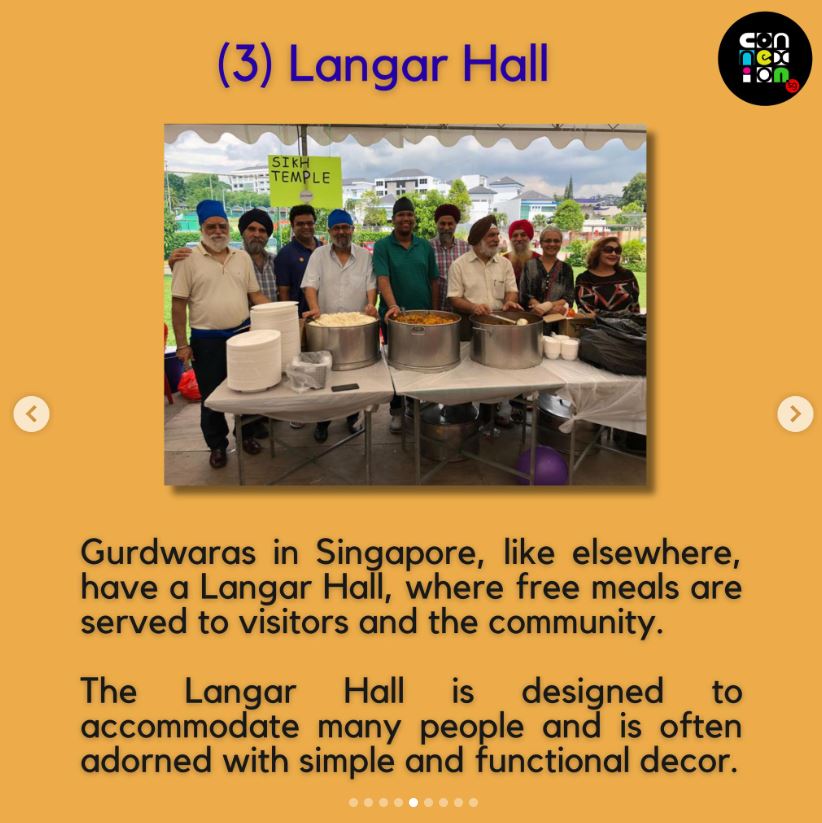 (3) Langar Hall
con
nex
ion
SG
SIKH
TEMPLE
Gurdwaras in Singapore, like elsewhere,
have a Langar Hall, where free meals are
served to visitors and the community.
The Langar Hall is designed to
accommodate many people and is often
adorned with simple and functional decor.